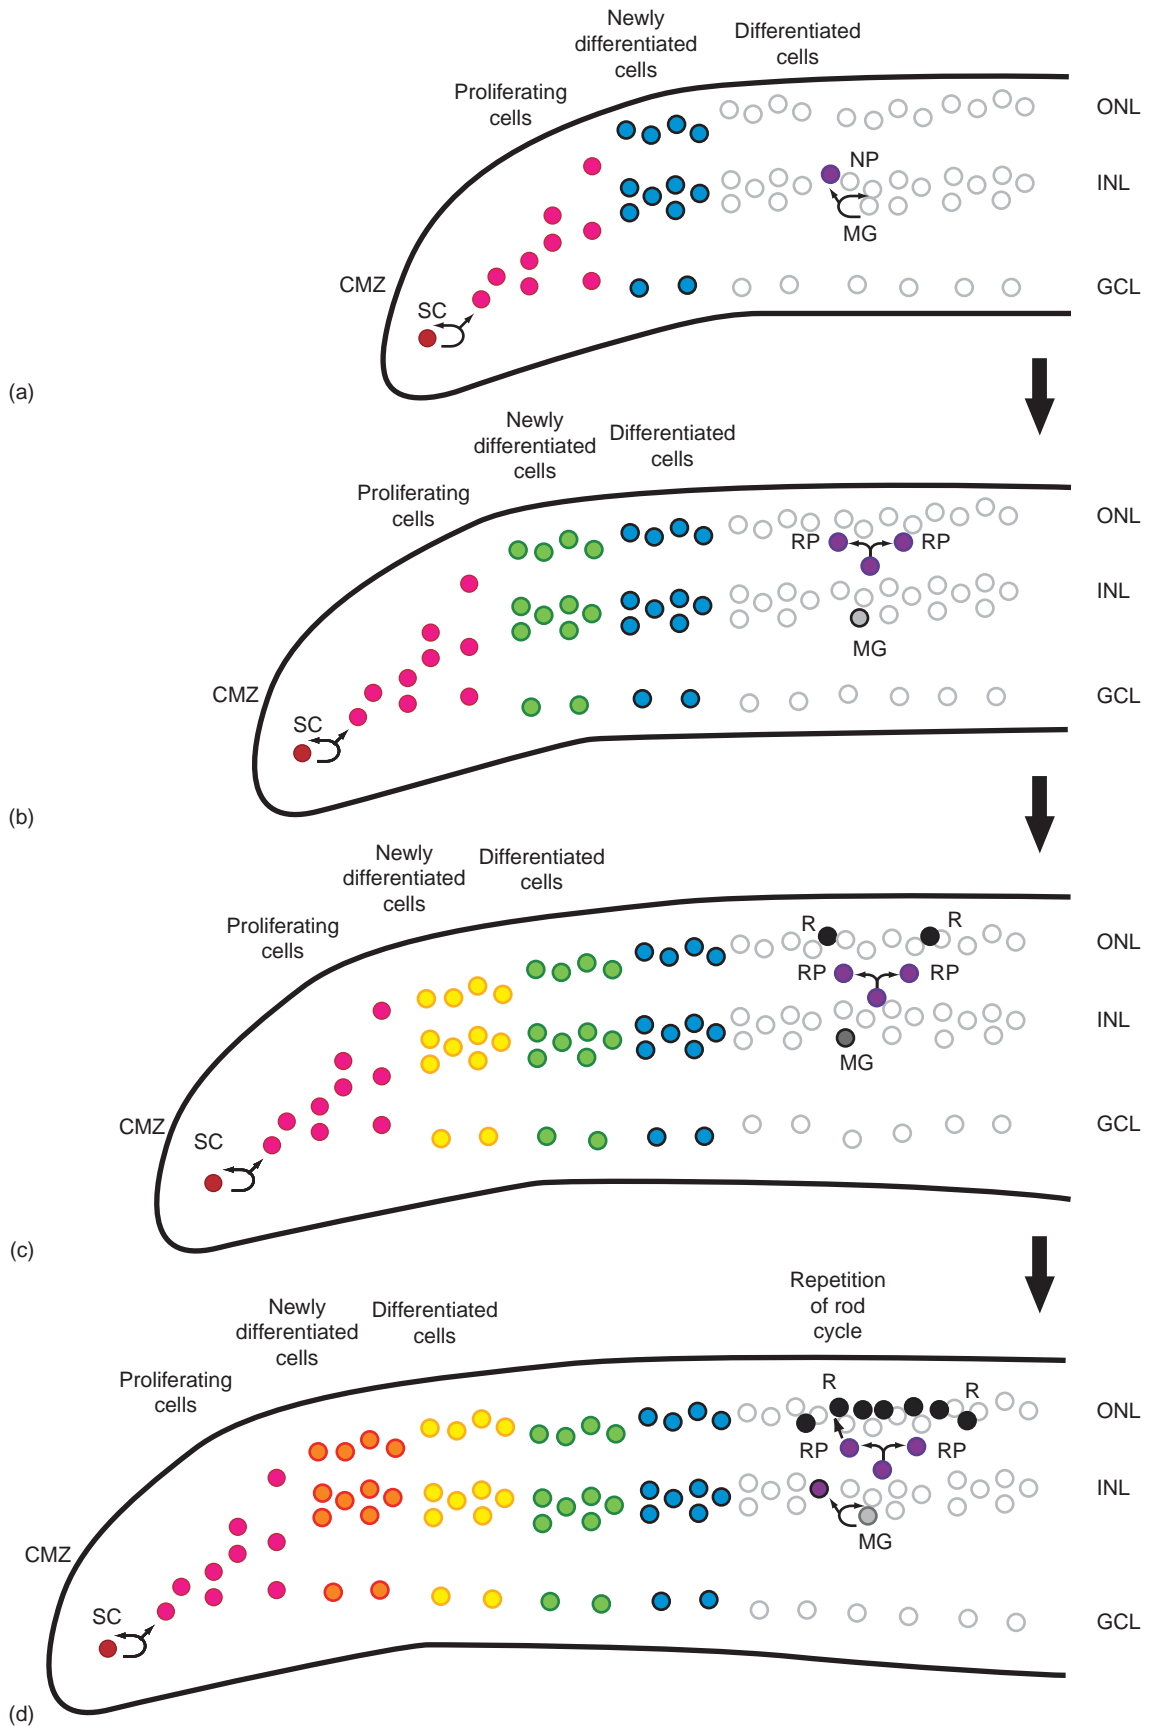 Newly
differentiated
cells
Differentiated
cells
Proliferating
cells
ONL
NP
INL
MG
CMZ
SC
GCL
(a)
Newly
differentiated
cells
Differentiated
cells
Proliferating
cells
ONL
RP
RP
INL
MG
CMZ
SC
GCL
(b)
Newly
differentiated
cells
Differentiated
cells
Proliferating
cells
R
R
ONL
RP
RP
INL
MG
CMZ
SC
GCL
(c)
Repetition
of rod
cycle
Newly
differentiated
cells
Differentiated
cells
Proliferating
cells
R
R
ONL
RP
RP
INL
MG
CMZ
SC
GCL
(d)